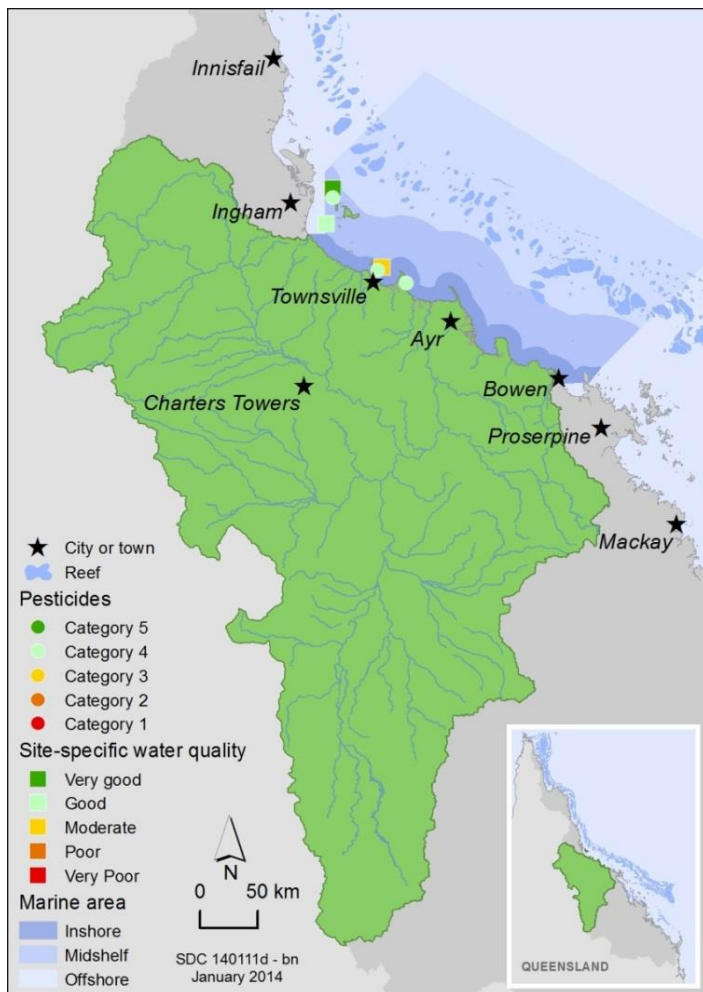 Innisfail
Ingham
Townsville
Ayr
Charters Towers
Bowen
Proserpine
Mackay
City or town
Reef
Pesticides
Category 5
Category 4
Category 3
Category 2
Category 1
Site-specific water quality
Very good
Good
Moderate
Poor
Very Poor
Marine area
Inshore
Midshelf
Offshore
N
0 50 km
SDC 140111d - bn
January 2014
QUEENSLAND